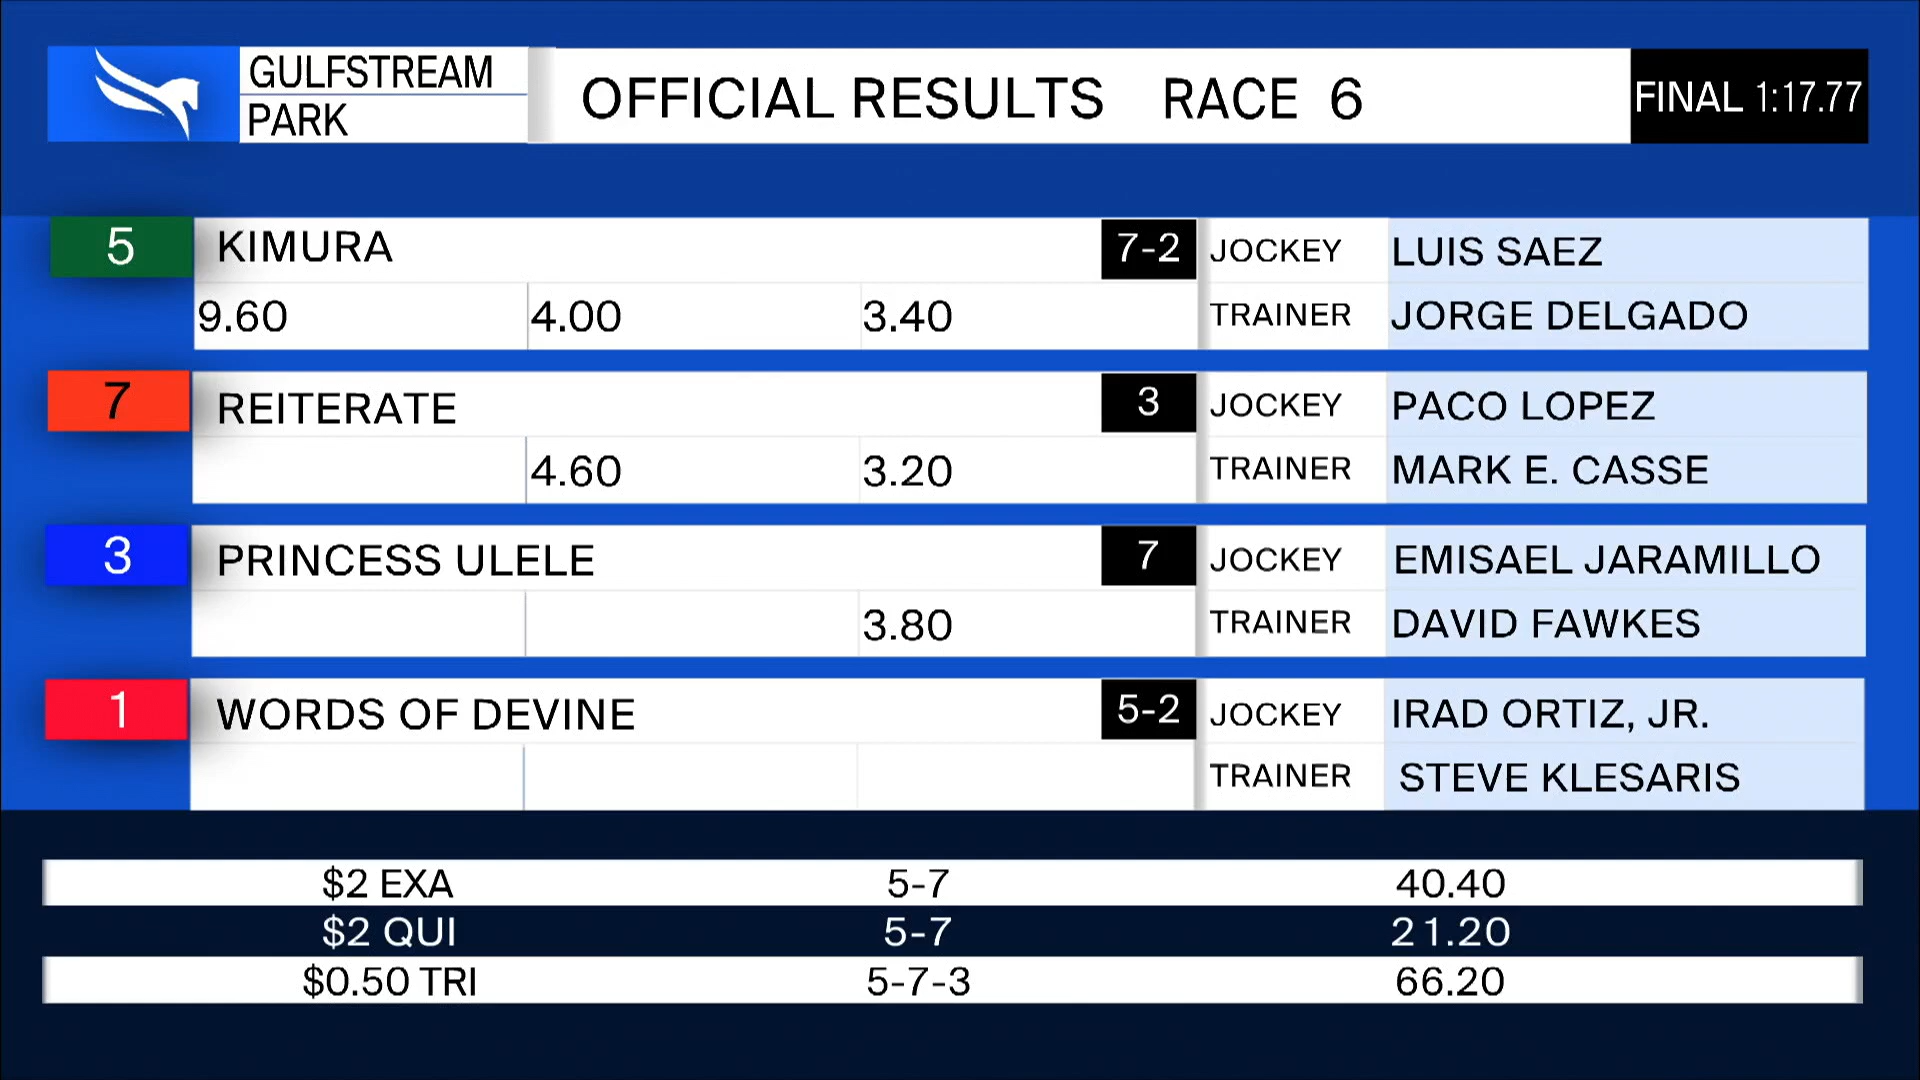 GULFSTREAM
PARK
OFFICIAL RESULTS RACE 6
FINAL 1:17.77
5 KIMURA 7-2 JOCKEY LUIS SAEZ
9.60 4.00 3.40 TRAINER JORGE DELGADO
7 REITERATE 3 JOCKEY PACO LOPEZ
4.60 3.20 TRAINER MARK E. CASSE
3 PRINCESS ULELE 7 JOCKEY EMISAEL JARAMILLO
3.80 TRAINER DAVID FAWKES
1 WORDS OF DEVINE 5-2 JOCKEY IRAD ORTIZ, JR.
TRAINER STEVE KLESARIS
$2 EXA 5-7 40.40
$2 QUI 5-7 21.20
$0.50 TRI 5-7-3 66.20